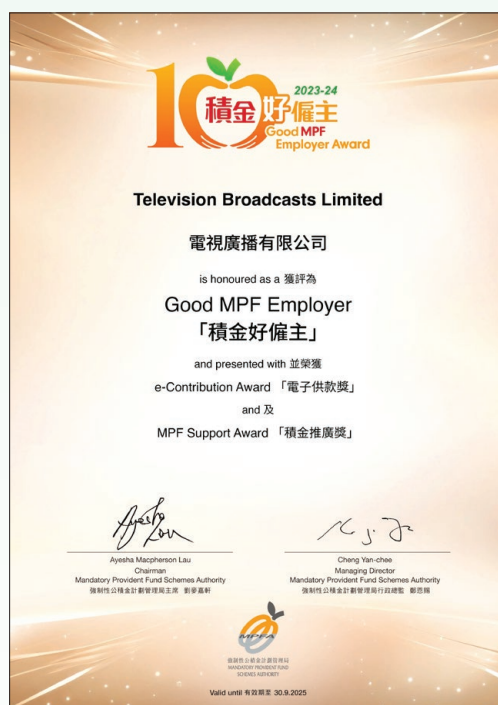 10
2023-24
積金好僱主
Good MPF
Employer Award
Television Broadcasts Limited
電視廣播有限公司
is honoured as a 獲評為
Good MPF Employer
「積金好僱主」
and presented with 並榮獲
e-Contribution Award 「電子供款獎」
and 及
MPF Support Award 「積金推廣獎」
Ayesha Lau
Ayesha Macpherson Lau
Chairman
Mandatory Provident Fund Schemes Authority
強制性公積金計劃管理局主席 劉麥嘉軒
Cheng Yan-chee
Managing Director
Mandatory Provident Fund Schemes Authority
強制性公積金計劃管理局行政總監 鄭恩賜
MPFA
強制性公積金計劃管理局
MANDATORY PROVIDENT FUND
SCHEMES AUTHORITY
Valid until 有效期至 30.9.2025